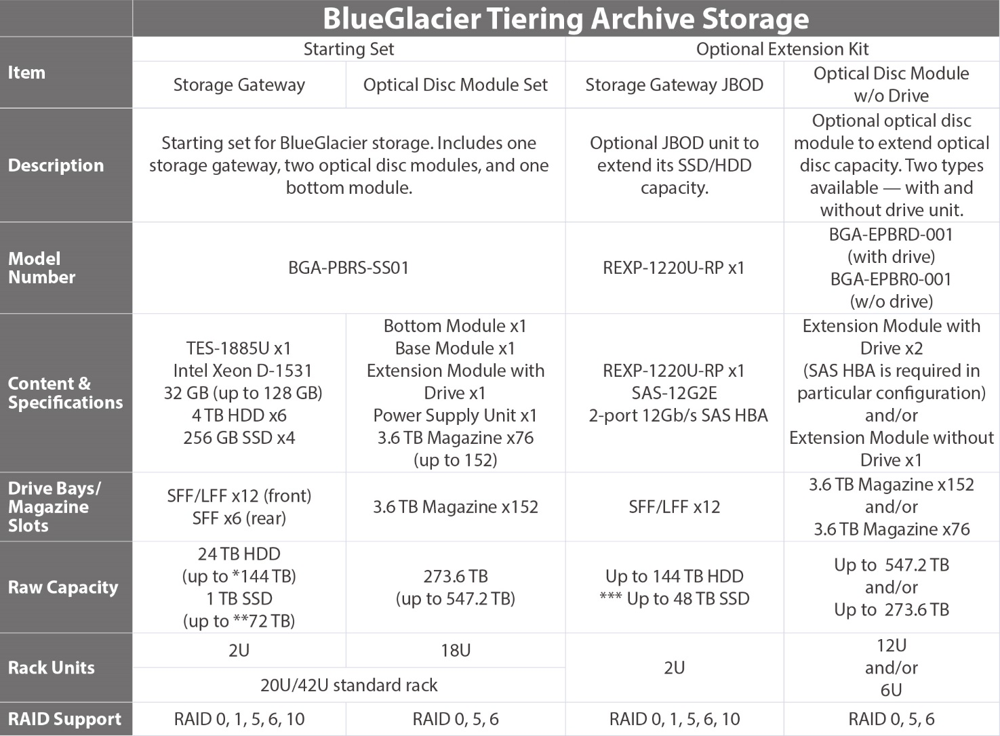 BlueGlacier Tiering Archive Storage
Item
Starting Set
Optional Extension Kit
Storage Gateway
Optical Disc Module Set
Storage Gateway JBOD
Optical Disc Module
w/o Drive
Description
Starting set for BlueGlacier storage. Includes one
storage gateway, two optical disc modules, and one
bottom module.
Optional JBOD unit to
extend its SSD/HDD
capacity.
Optional optical disc
module to extend optical
disc capacity. Two types
available — with and
without drive unit.
Model
Number
BGA-PBRS-SS01
REXP-1220U-RP x1
BGA-EPBRD-001
(with drive)
BGA-EPBR0-001
(w/o drive)
Content &
Specifications
TES-1885U x1
Intel Xeon D-1531
32 GB (up to 128 GB)
4 TB HDD x6
256 GB SSD x4
Bottom Module x1
Base Module x1
Extension Module with
Drive x1
Power Supply Unit x1
3.6 TB Magazine x76
(up to 152)
REXP-1220U-RP x1
SAS-12G2E
2-port 12Gb/s SAS HBA
Extension Module with
Drive x2
(SAS HBA is required in
particular configuration)
and/or
Extension Module without
Drive x1
Drive Bays/
Magazine
Slots
SFF/LFF x12 (front)
SFF x6 (rear)
3.6 TB Magazine x152
SFF/LFF x12
3.6 TB Magazine x152
and/or
3.6 TB Magazine x76
Raw Capacity
24 TB HDD
(up to *144 TB)
1 TB SSD
(up to **72 TB)
273.6 TB
(up to 547.2 TB)
Up to 144 TB HDD
*** Up to 48 TB SSD
Up to 547.2 TB
and/or
Up to 273.6 TB
Rack Units
2U
18U
20U/42U standard rack
2U
12U
and/or
6U
RAID Support
RAID 0, 1, 5, 6, 10
RAID 0, 5, 6
RAID 0, 1, 5, 6, 10
RAID 0, 5, 6